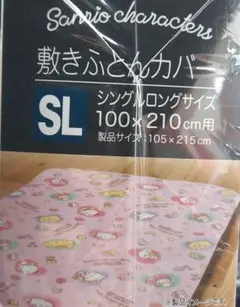 Sanrio characters
敷きふとんカバー
SL
シングルロングサイズ
100×210cm用
製品サイズ:105×215cm